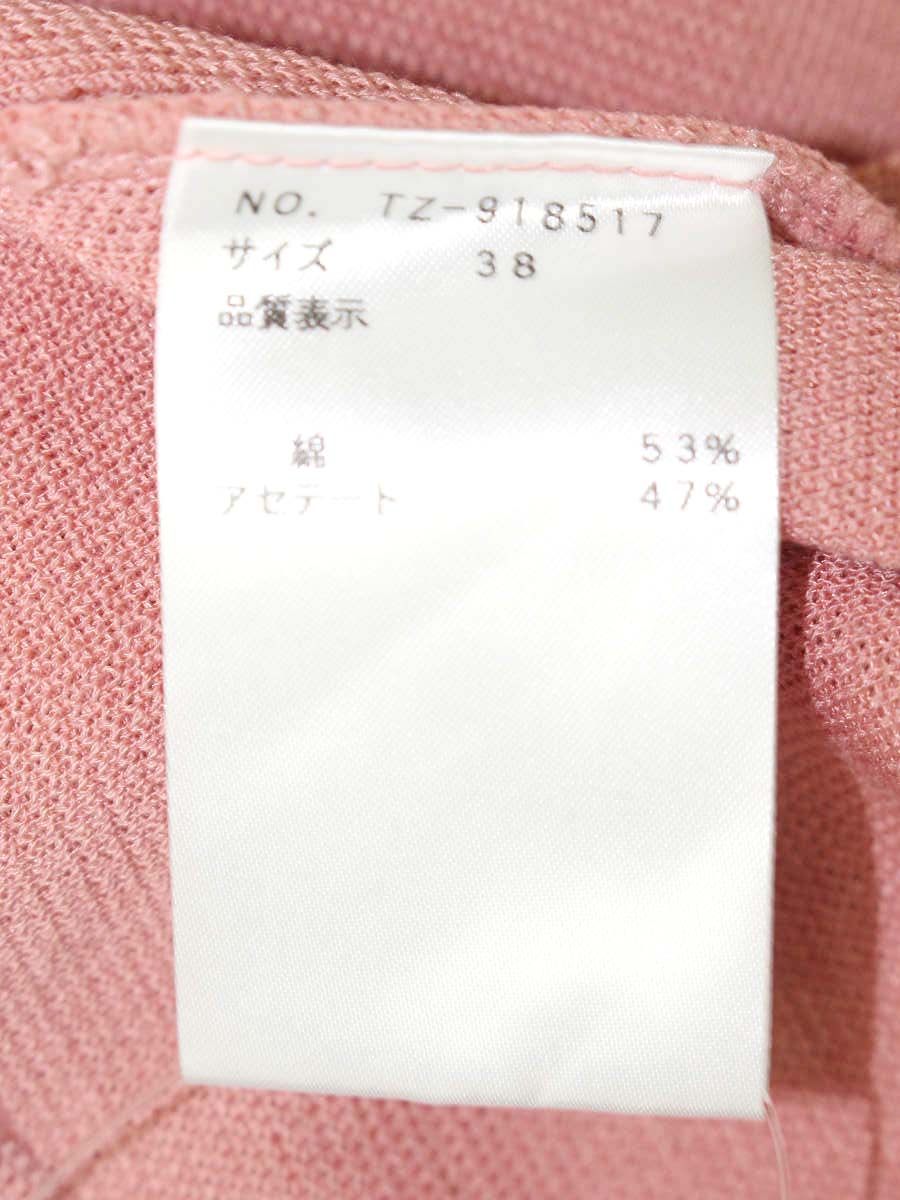 NO. TZ-918517
サイズ 38
品質表示
綿 53%
アセテート 47%